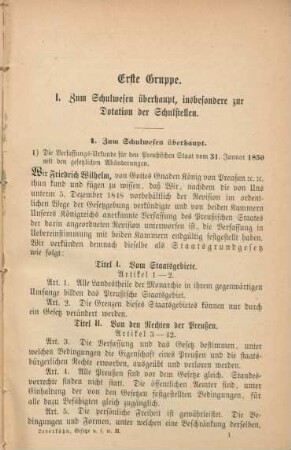 Erste Gruppe.
I. Zum Schulwesen überhaupt, insbesondere zur
Dotation der Schulstellen.
A. Zum Schulwesen überhaupt.
1) Die Verfassungs-Urkunde für den Preußischen Staat vom 31. Januar 1850
mit den gesetzlichen Abänderungen.
Wir Friedrich Wilhelm, von Gottes Gnaden König von Preußen ꝛc. ꝛc.
thun kund und fügen zu wissen, daß Wir, nachdem die von Uns
unterm 5. Dezember 1848 vorbehaltlich der Revision im ordentlichen
Wege der Gesetzgebung verkündigte und von beiden Kammern
Unseres Königreichs anerkannte Verfassung des Preußischen Staates
der darin angeordneten Revision unterworfen ist, die Verfassung
in Uebereinstimmung mit beiden Kammern endgültig festgestellt haben.
Wir verkünden demnach dieselbe als Staatsgrundgesetz
wie folgt:
Titel I. Vom Staatsgebiete.
Artikel 1—2.
Art. 1. Alle Landestheile der Monarchie in ihrem gegenwärtigen
Umfange bilden das Preußische Staatsgebiet.
Art. 2. Die Grenzen dieses Staatsgebietes können nur durch
ein Gesetz verändert werden.
Titel II. Von den Rechten der Preußen.
Artikel 3—42.
Art. 3. Die Verfassung und das Gesetz bestimmen, unter
welchen Bedingungen die Eigenschaft eines Preußen und die staatsbürgerlichen
Rechte erworben, ausgeübt und verloren werden.
Art. 4. Alle Preußen sind vor dem Gesetze gleich. Standesvorrechte
finden nicht statt. Die öffentlichen Aemter sind, unter
Einhaltung der von den Gesetzen festgestellten Bedingungen, für alle
dazu Befähigten gleich zugänglich.
Art. 5. Die persönliche Freiheit ist gewährleistet. Die Bedingungen
und Formen, unter welchen eine Beschränkung derselben,
Gesetze u. s. w. II.
1